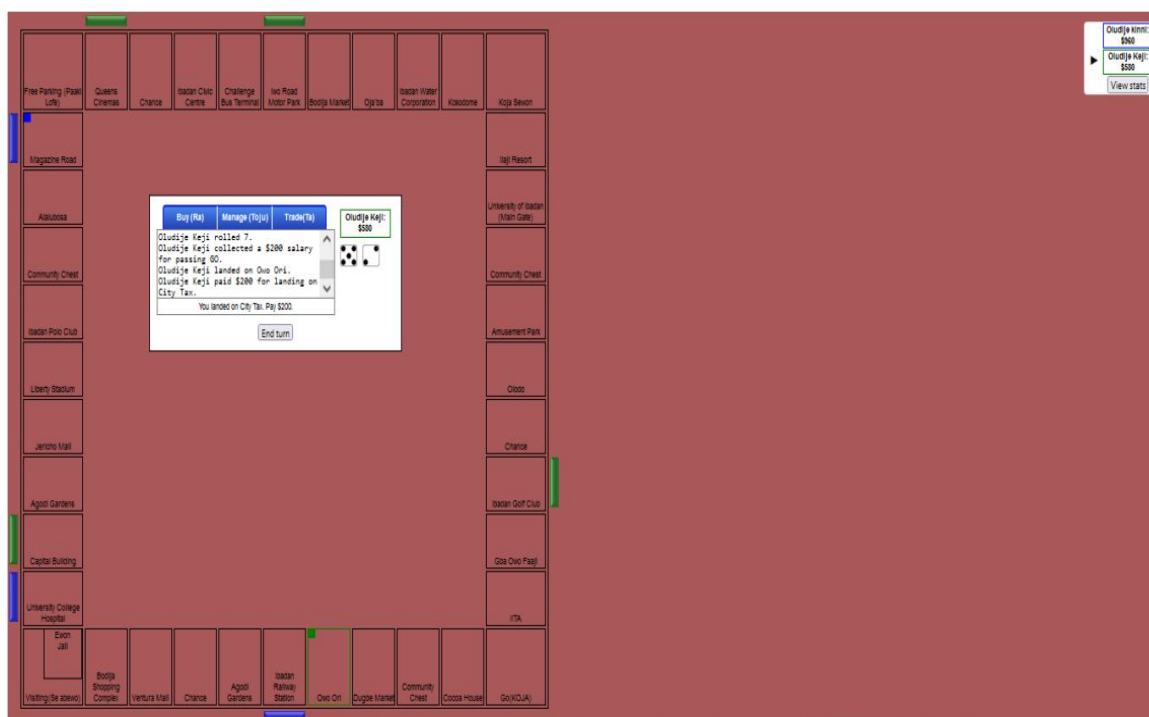 Oludije kinni:
$960
Oludije Keji:
$580
View stats
Free Parking (Paaki
Lofe)
Queens
Cinemas
Chance
Ibadan Civic
Centre
Challenge
Bus Terminal
Iwo Road
Motor Park
Bodija Market
Oja'ba
Ibadan Water
Corporation
Kokodome
Koja Sewon
Magazine Road
Ilaji Resort
Alalubosa
University of Ibadan
(Main Gate)
Buy (Ra)
Manage (Toju)
Trade(Ta)
Oludije Keji:
$580
Oludije Keji rolled 7.
Oludije Keji collected a $200 salary
for passing GO.
Oludije Keji landed on Owo Ori.
Oludije Keji paid $200 for landing on
City Tax.
You landed on City Tax. Pay $200.
End turn
Community Chest
Community Chest
Ibadan Polo Club
Amusement Park
Liberty Stadium
Olodo
Jericho Mall
Chance
Agodi Gardens
Ibadan Golf Club
Capital Building
Gba Owo Faaji
University College
Hospital
IITA
Ewon
Jail
Visiting(Se abewo)
Bodija
Shopping
Complex
Ventura Mall
Chance
Agodi
Gardens
Ibadan
Railway
Station
Owo Ori
Dugbe Market
Community
Chest
Cocoa House
Go(KOJA)